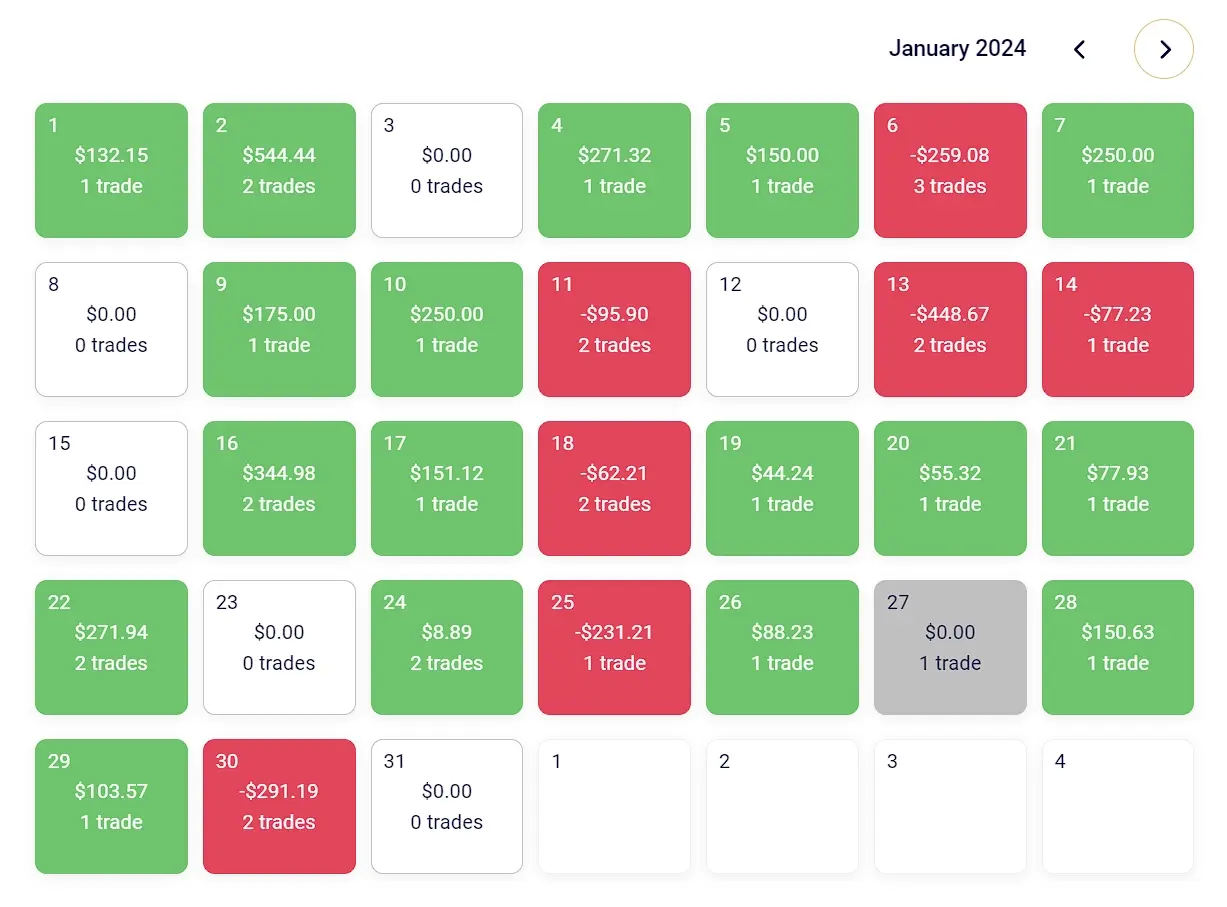 January 2024
1
$132.15
1 trade
2
$544.44
2 trades
3
$0.00
0 trades
4
$271.32
1 trade
5
$150.00
1 trade
6
-$259.08
3 trades
7
$250.00
1 trade
8
$0.00
0 trades
9
$175.00
1 trade
10
$250.00
1 trade
11
-$95.90
2 trades
12
$0.00
0 trades
13
-$448.67
2 trades
14
-$77.23
1 trade
15
$0.00
0 trades
16
$344.98
2 trades
17
$151.12
1 trade
18
-$62.21
2 trades
19
$44.24
1 trade
20
$55.32
1 trade
21
$77.93
1 trade
22
$271.94
2 trades
23
$0.00
0 trades
24
$8.89
2 trades
25
-$231.21
1 trade
26
$88.23
1 trade
27
$0.00
1 trade
28
$150.63
1 trade
29
$103.57
1 trade
30
-$291.19
2 trades
31
$0.00
0 trades
1
2
3
4